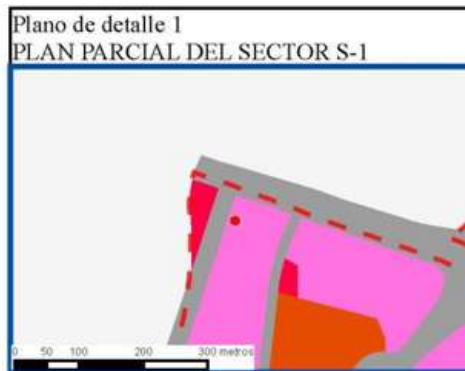 Plano de detalle 1
PLAN PARCIAL DEL SECTOR S-1
0 50 100 200 300 metros